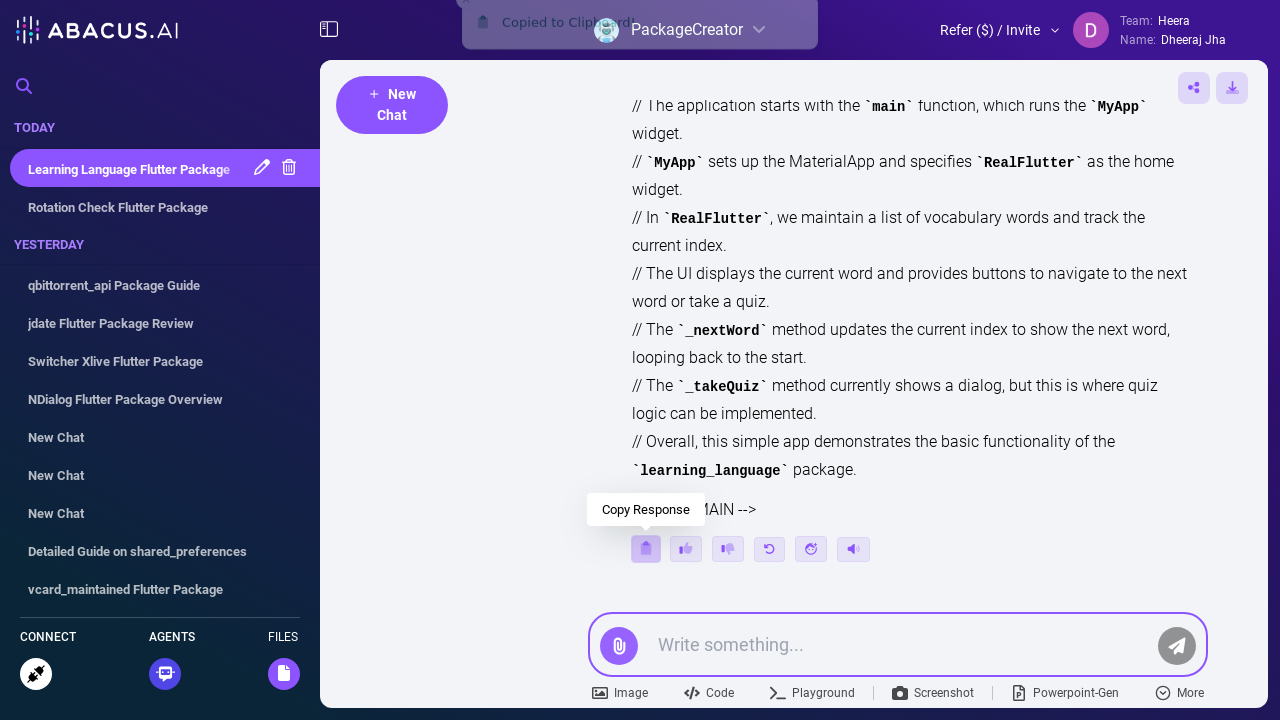 ABACUS.AI
Copied to Clipboard!
PackageCreator
Refer ($) / Invite
D
Team: Heera
Name: Dheeraj Jha
TODAY
Learning Language Flutter Package
Rotation Check Flutter Package
YESTERDAY
qbittorrent_api Package Guide
jdate Flutter Package Review
Switcher Xlive Flutter Package
NDialog Flutter Package Overview
New Chat
New Chat
New Chat
Detailed Guide on shared_preferences
vcard_maintained Flutter Package
CONNECT
AGENTS
FILES
+ New
Chat
// The application starts with the `main` function, which runs the `MyApp`
widget.
// `MyApp` sets up the MaterialApp and specifies `RealFlutter` as the home
widget.
// In `RealFlutter`, we maintain a list of vocabulary words and track the
current index.
// The UI displays the current word and provides buttons to navigate to the next
word or take a quiz.
// The `_nextWord` method updates the current index to show the next word,
looping back to the start.
// The `_takeQuiz` method currently shows a dialog, but this is where quiz
logic can be implemented.
// Overall, this simple app demonstrates the basic functionality of the
`learning_language` package.
MAIN -->
Copy Response
Write something...
Image
Code
Playground
Screenshot
Powerpoint-Gen
More